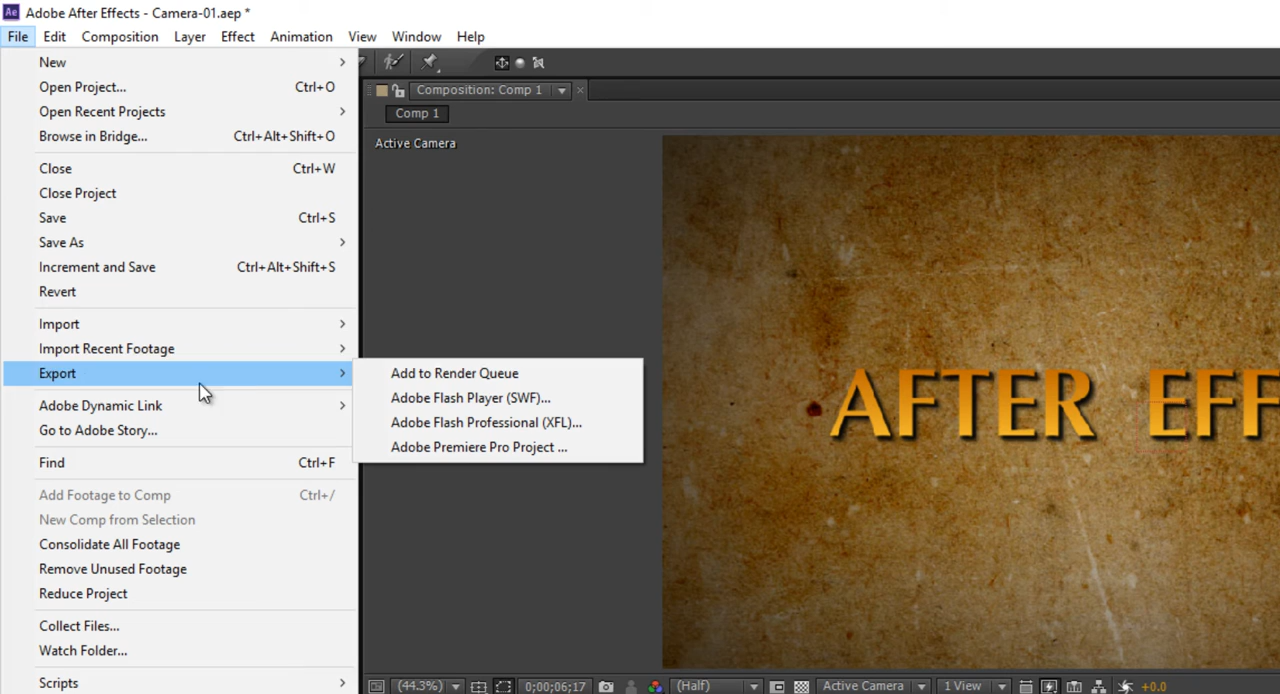 Ae Adobe After Effects - Camera-01.aep *
File Edit Composition Layer Effect Animation View Window Help
New
Open Project... Ctrl+O
Open Recent Projects
Browse in Bridge... Ctrl+Alt+Shift+O
Close Ctrl+W
Close Project
Save Ctrl+S
Save As
Increment and Save Ctrl+Alt+Shift+S
Revert
Import
Import Recent Footage
Export
Adobe Dynamic Link
Go to Adobe Story...
Find Ctrl+F
Add Footage to Comp Ctrl+/
New Comp from Selection
Consolidate All Footage
Remove Unused Footage
Reduce Project
Collect Files...
Watch Folder...
Scripts
Add to Render Queue
Adobe Flash Player (SWF)...
Adobe Flash Professional (XFL)...
Adobe Premiere Pro Project ...
Composition: Comp 1
Comp 1
Active Camera
AFTER EFF
(44.3%) 0;00;06;17 (Half) Active Camera 1 View +0.0